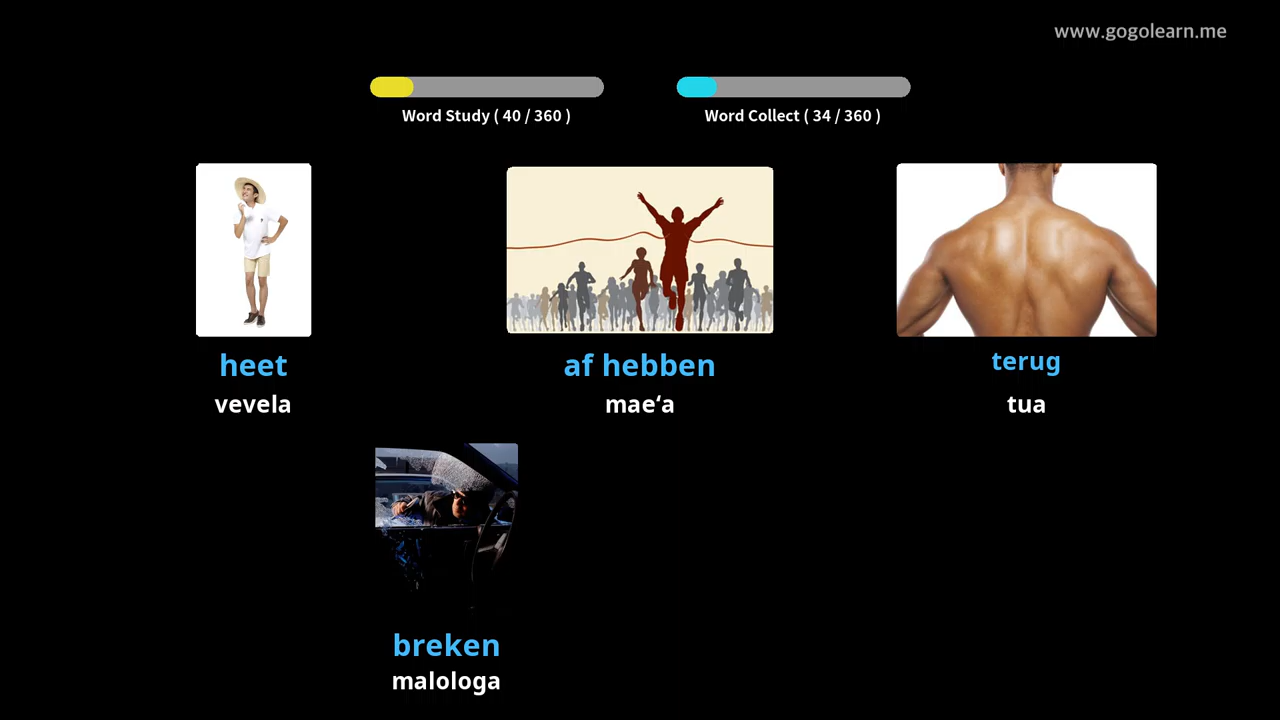 www.gogolearn.me
Word Study ( 40 / 360 )
Word Collect ( 34 / 360 )
heet
vevela
af hebben
mae‘a
terug
tua
breken
malologa